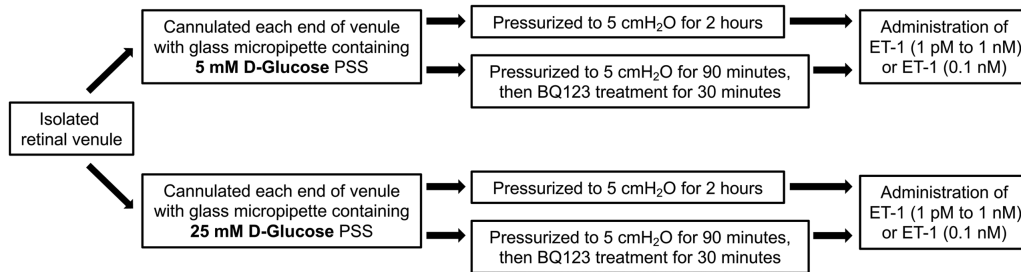 Isolated
retinal venule
Cannulated each end of venule
with glass micropipette containing
5 mM D-Glucose PSS
Pressurized to 5 cmH2O for 2 hours
Pressurized to 5 cmH2O for 90 minutes,
then BQ123 treatment for 30 minutes
Administration of
ET-1 (1 pM to 1 nM)
or ET-1 (0.1 nM)
Cannulated each end of venule
with glass micropipette containing
25 mM D-Glucose PSS
Pressurized to 5 cmH2O for 2 hours
Pressurized to 5 cmH2O for 90 minutes,
then BQ123 treatment for 30 minutes
Administration of
ET-1 (1 pM to 1 nM)
or ET-1 (0.1 nM)